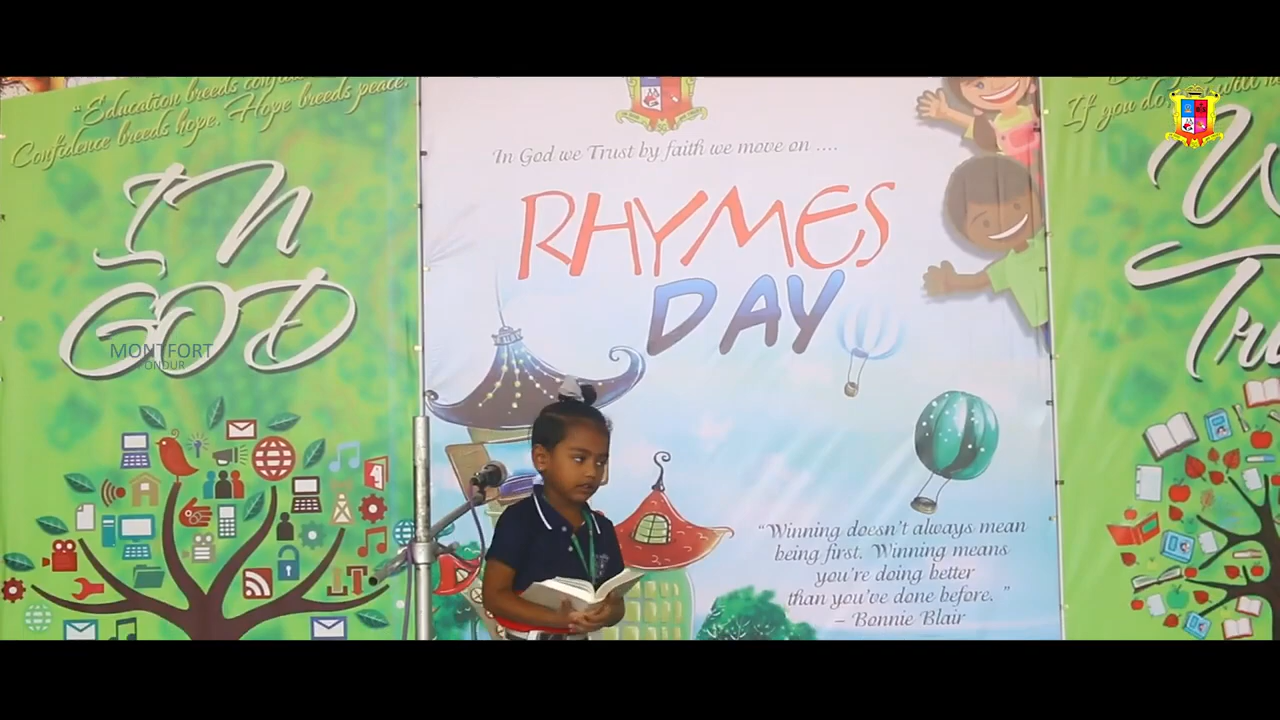 "Education breeds
Confidence breeds hope. Hope breeds peace.
IN
GOD
MONTFORT
In God we Trust by faith we move on ....
RHYMES
DAY
"Winning doesn't always mean
being first. Winning means
you're doing better
than you've done before. "
– Bonnie Blair
If you do